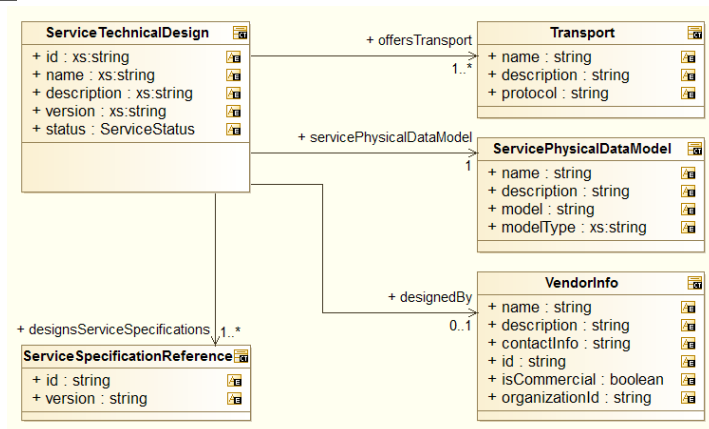 ServiceTechnicalDesign
+ id : xs:string
+ name : xs:string
+ description : xs:string
+ version : xs:string
+ status : ServiceStatus
+ offersTransport
1..*
Transport
+ name : string
+ description : string
+ protocol : string
+ servicePhysicalDataModel
1
ServicePhysicalDataModel
+ name : string
+ description : string
+ model : string
+ modelType : xs:string
+ designedBy
0..1
VendorInfo
+ name : string
+ description : string
+ contactInfo : string
+ id : string
+ isCommercial : boolean
+ organizationId : string
+ designsServiceSpecifications
1..*
ServiceSpecificationReference
+ id : string
+ version : string